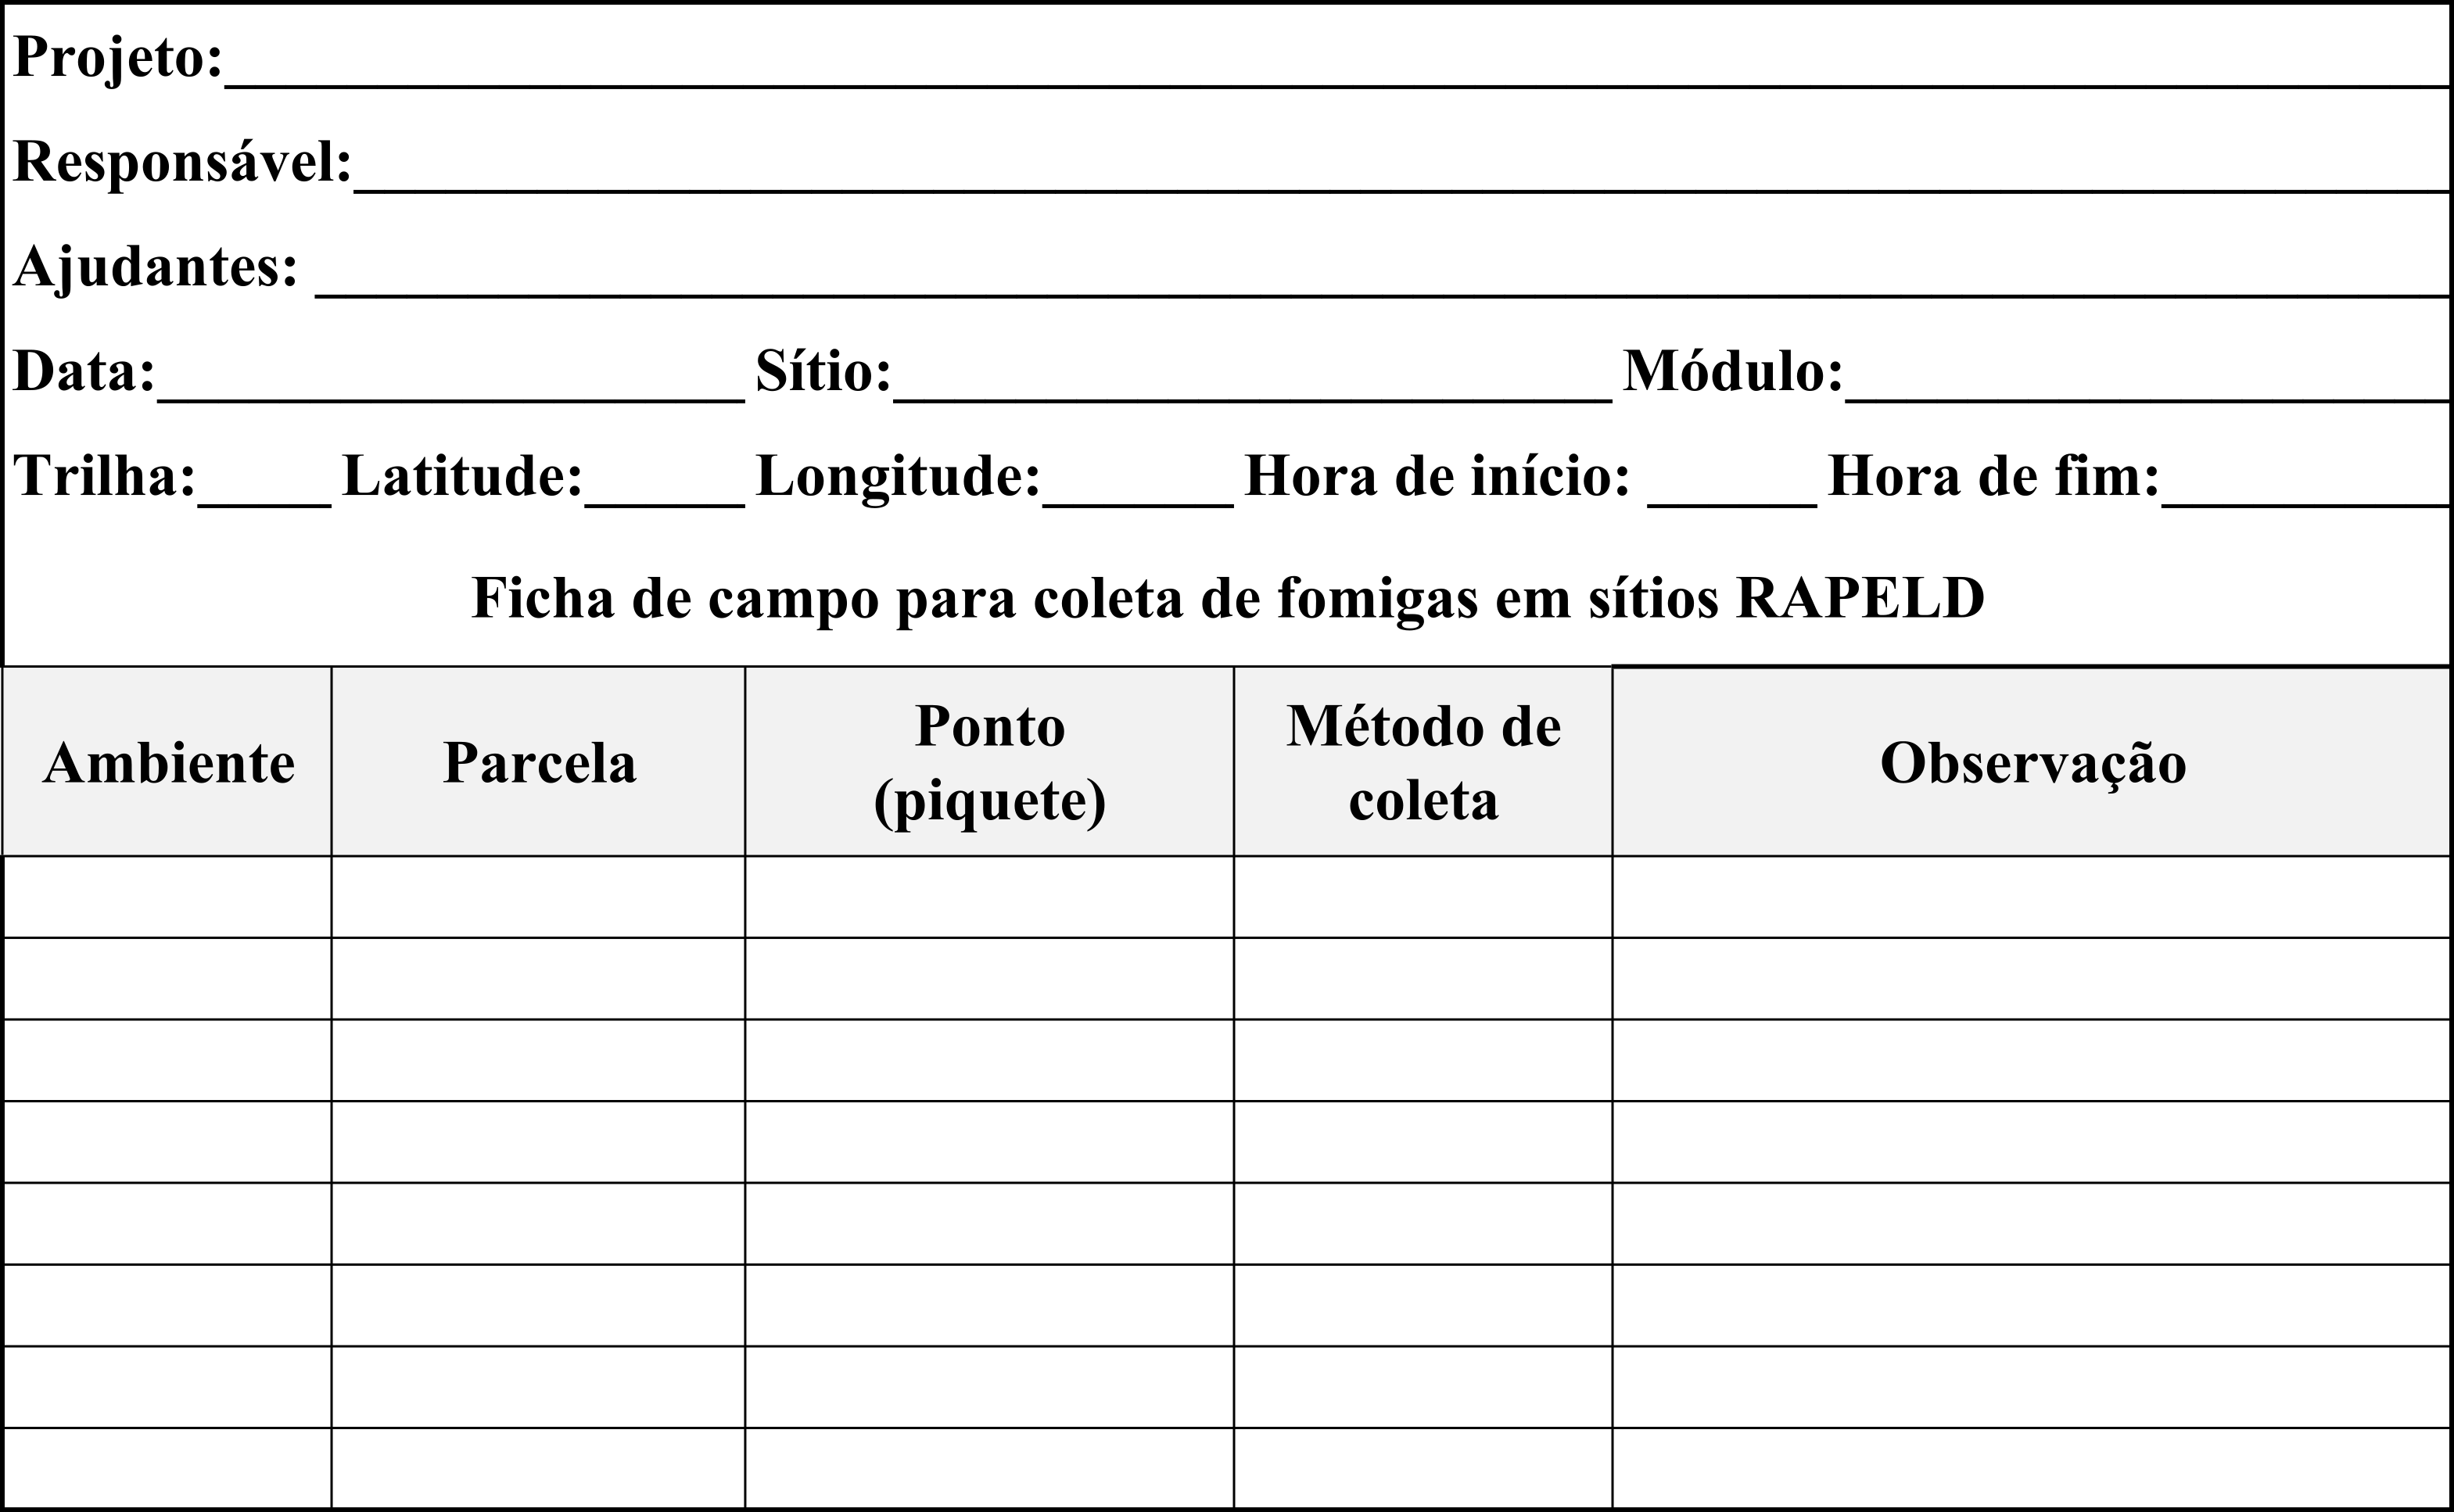 Projeto:
Responsável:
Ajudantes:
Data: Sítio: Módulo:
Trilha: Latitude: Longitude: Hora de início: Hora de fim:
Ficha de campo para coleta de fomigas em sítios RAPELD
Ambiente Parcela Ponto (piquete) Método de coleta Observação